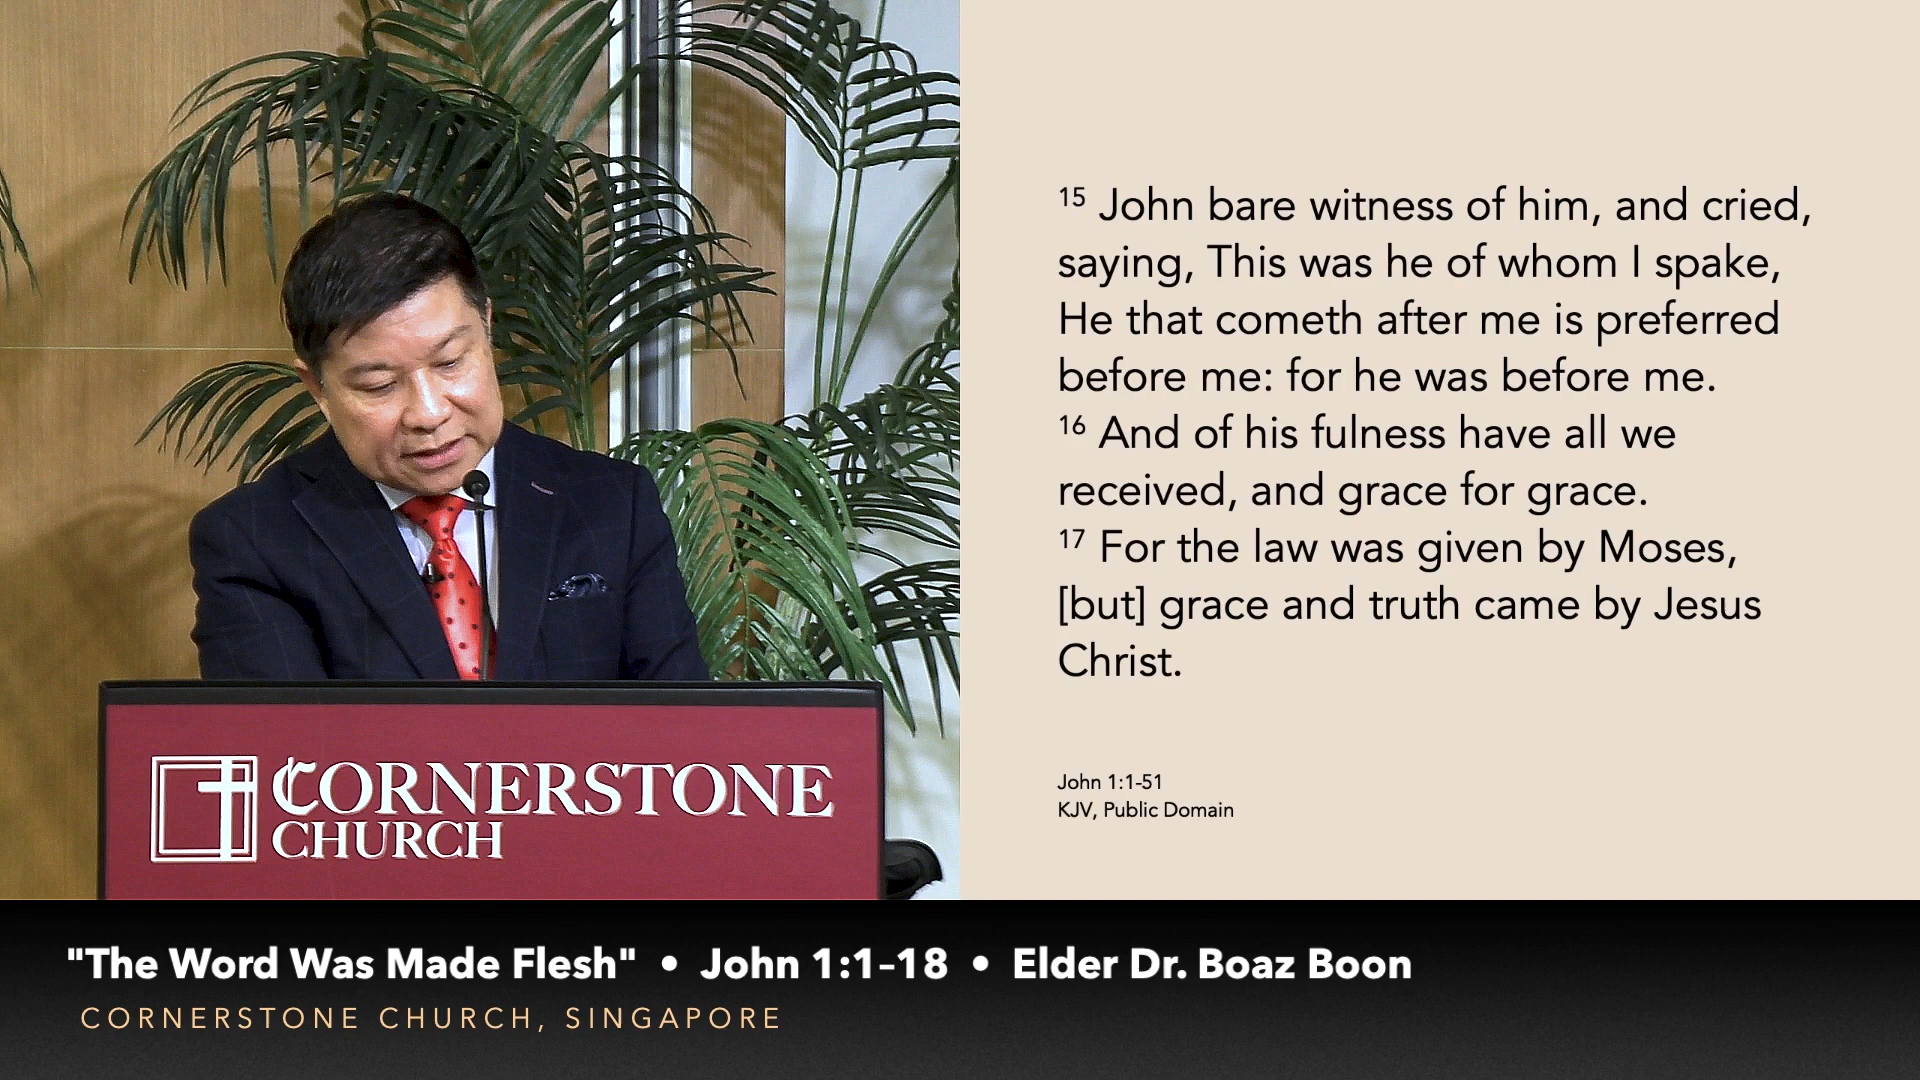 ¹⁵ John bare witness of him, and cried,
saying, This was he of whom I spake,
He that cometh after me is preferred
before me: for he was before me.
¹⁶ And of his fulness have all we
received, and grace for grace.
¹⁷ For the law was given by Moses,
[but] grace and truth came by Jesus
Christ.
John 1:1-51
KJV, Public Domain
CORNERSTONE
CHURCH
"The Word Was Made Flesh" • John 1:1–18 • Elder Dr. Boaz Boon
CORNERSTONE CHURCH, SINGAPORE